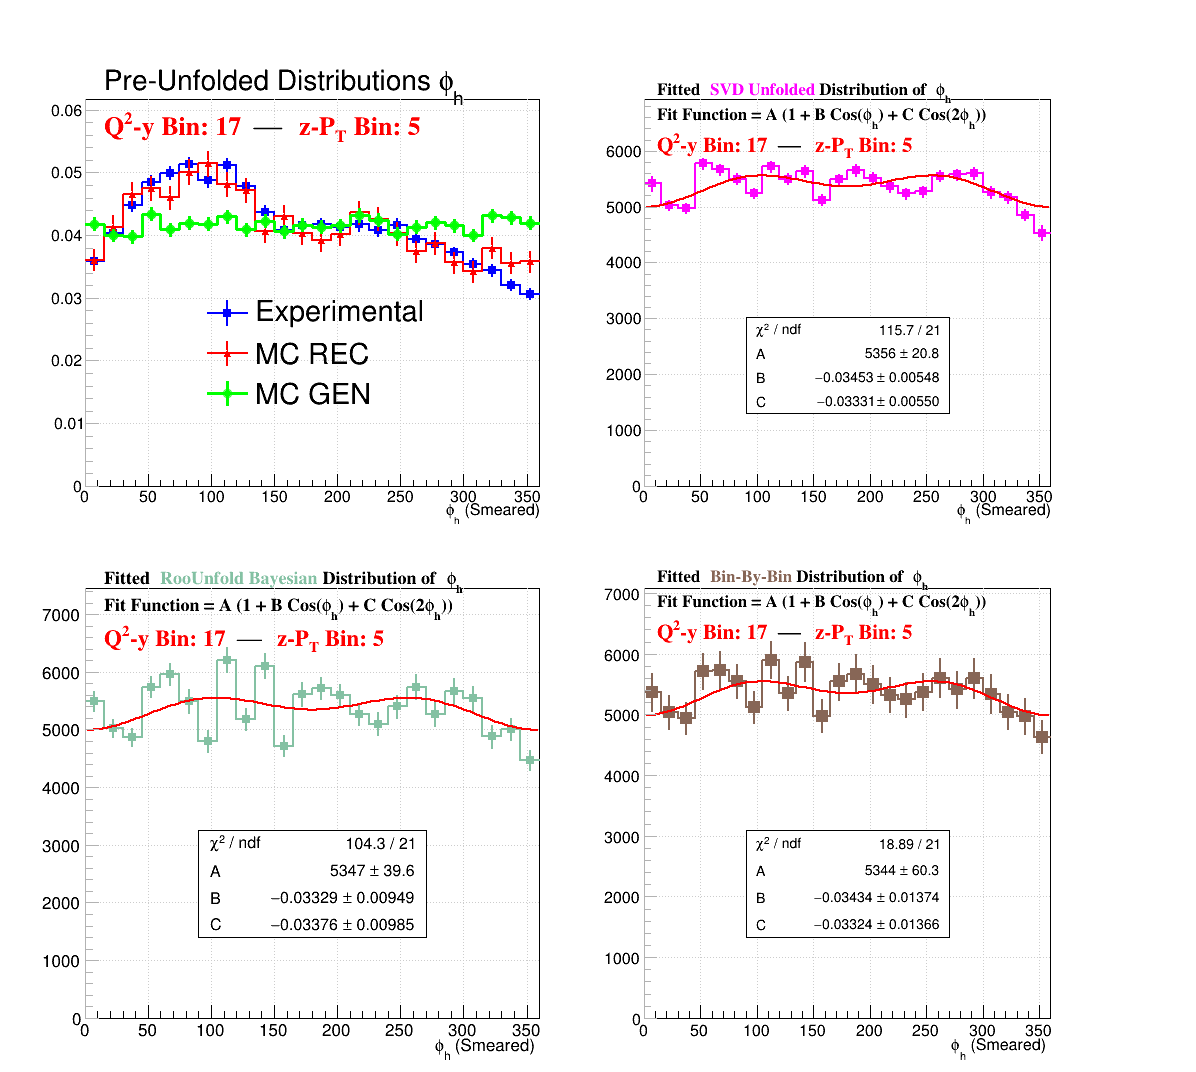 Pre-Unfolded Distributions ϕh
Q²-y Bin: 17 — z-PT Bin: 5
0.06
0.05
0.04
0.03
0.02
0.01
0
Experimental
MC REC
MC GEN
0 50 100 150 200 250 300 350
ϕh (Smeared)
Fitted SVD Unfolded Distribution of ϕh
Fit Function = A (1 + B Cos(ϕh) + C Cos(2ϕh))
Q²-y Bin: 17 — z-PT Bin: 5
6000
5000
4000
3000
2000
1000
0
χ² / ndf 115.7 / 21
A 5356 ± 20.8
B −0.03453 ± 0.00548
C −0.03331 ± 0.00550
0 50 100 150 200 250 300 350
ϕh (Smeared)
Fitted RooUnfold Bayesian Distribution of ϕh
Fit Function = A (1 + B Cos(ϕh) + C Cos(2ϕh))
Q²-y Bin: 17 — z-PT Bin: 5
7000
6000
5000
4000
3000
2000
1000
0
χ² / ndf 104.3 / 21
A 5347 ± 39.6
B −0.03329 ± 0.00949
C −0.03376 ± 0.00985
0 50 100 150 200 250 300 350
ϕh (Smeared)
Fitted Bin-By-Bin Distribution of ϕh
Fit Function = A (1 + B Cos(ϕh) + C Cos(2ϕh))
Q²-y Bin: 17 — z-PT Bin: 5
7000
6000
5000
4000
3000
2000
1000
0
χ² / ndf 18.89 / 21
A 5344 ± 60.3
B −0.03434 ± 0.01374
C −0.03324 ± 0.01366
0 50 100 150 200 250 300 350
ϕh (Smeared)